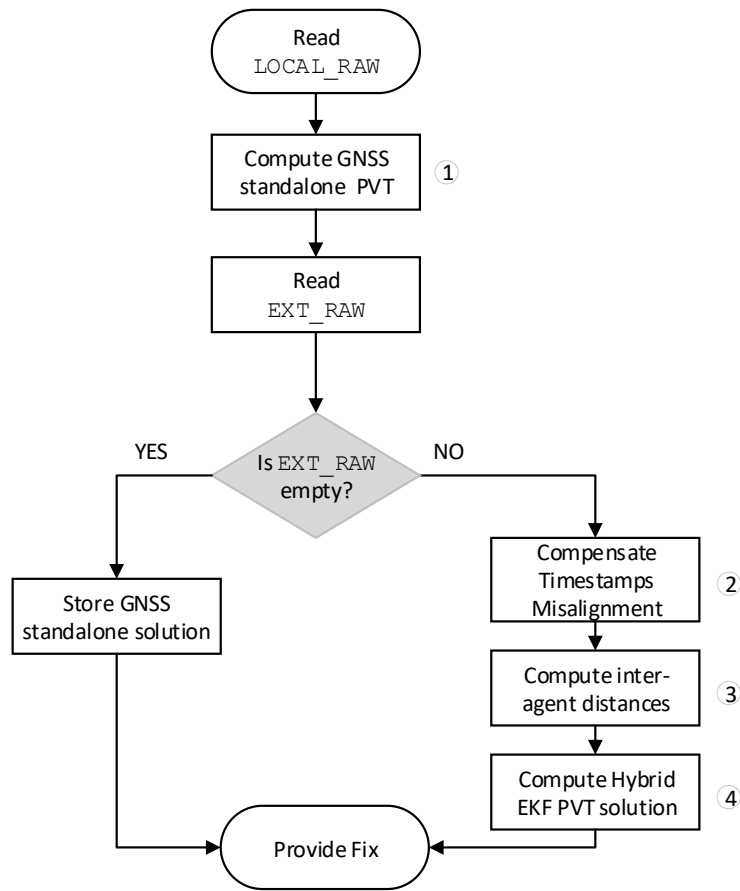 Read
LOCAL_RAW
Compute GNSS
standalone PVT
1
Read
EXT_RAW
YES
NO
Is EXT_RAW
empty?
Compensate
Timestamps
Misalignment
2
Store GNSS
standalone solution
Compute inter-
agent distances
3
Compute Hybrid
EKF PVT solution
4
Provide Fix